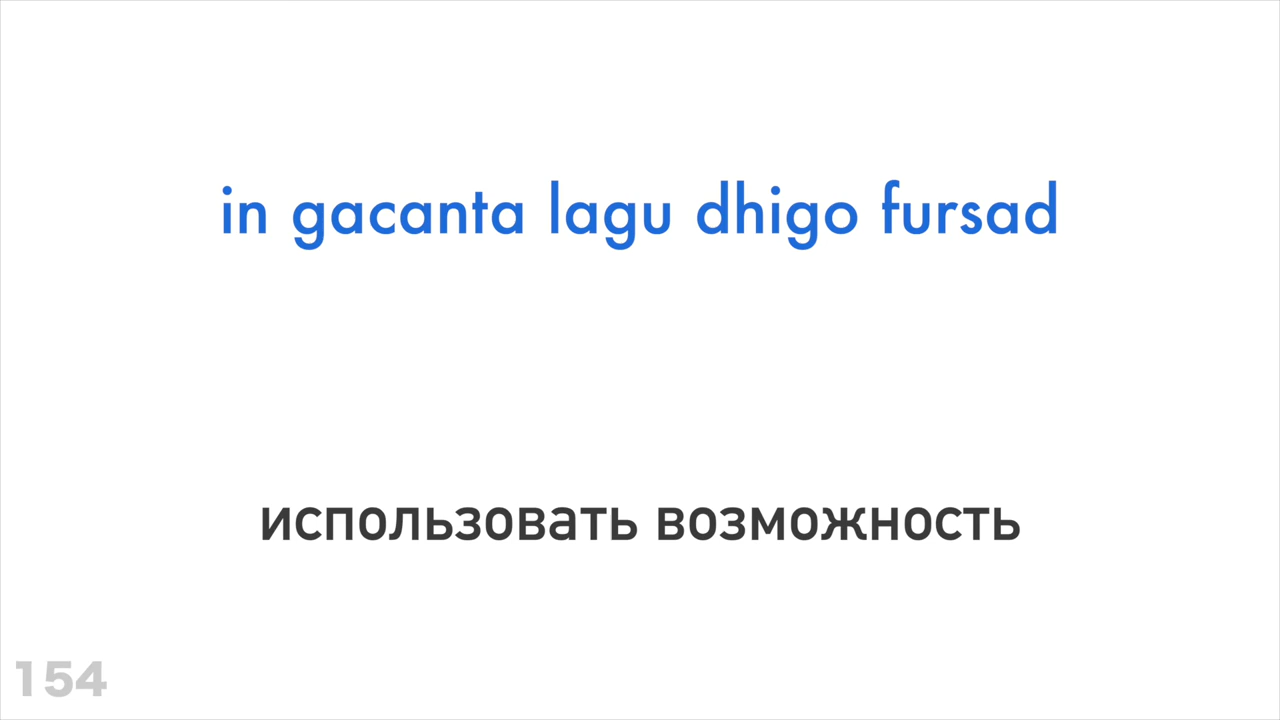 in gacanta lagu dhigo fursad
использовать возможность
154